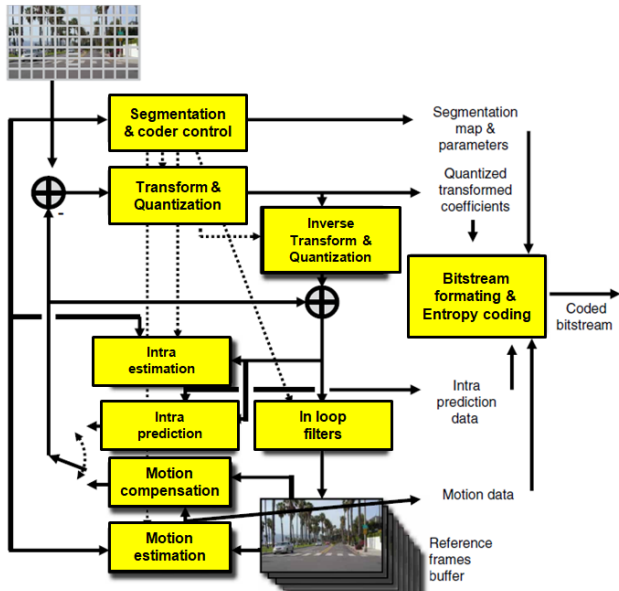 Segmentation
& coder control
Segmentation
map &
parameters
Transform &
Quantization
Quantized
transformed
coefficients
-
Inverse
Transform &
Quantization
Bitstream
formating &
Entropy coding
Coded
bitstream
Intra
estimation
Intra
prediction
In loop
filters
Intra
prediction
data
Motion
compensation
Motion data
Motion
estimation
Reference
frames
buffer